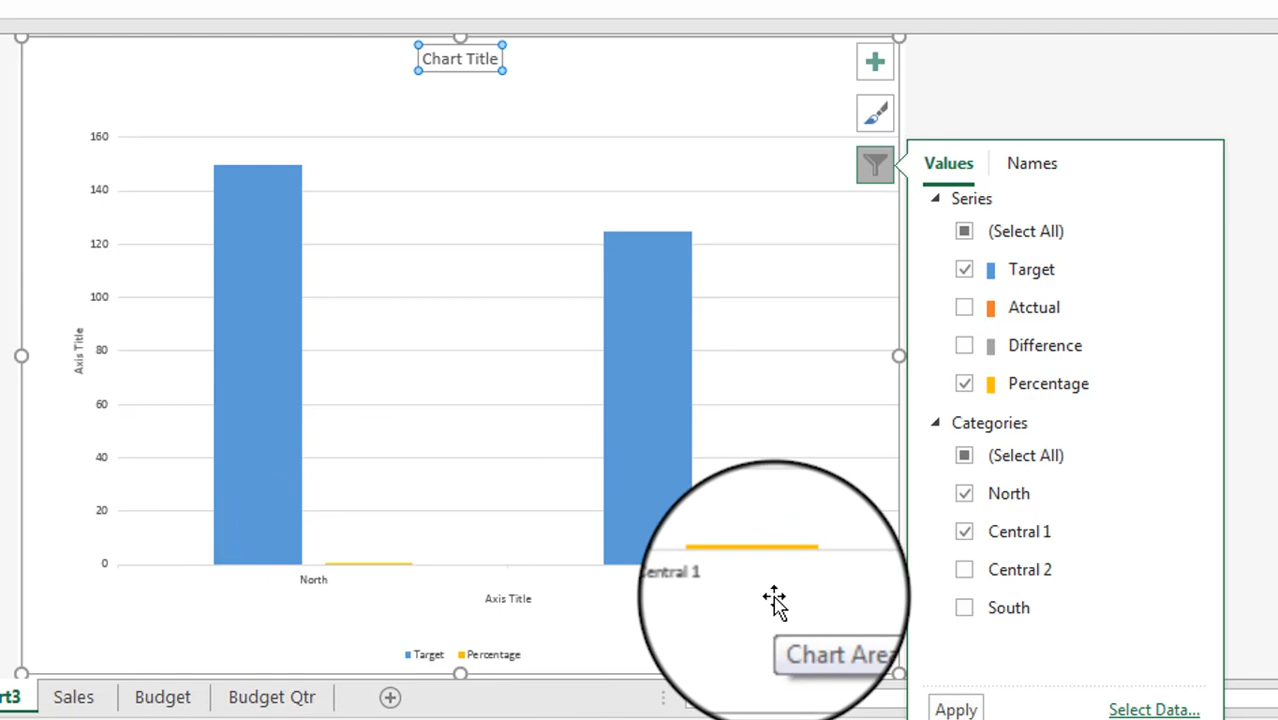 Chart Title
160
140
120
100
80
60
40
20
0
Axis Title
North
Central 1
Axis Title
Target
Percentage
Chart Area
Values
Names
Series
(Select All)
Target
Atctual
Difference
Percentage
Categories
(Select All)
North
Central 1
Central 2
South
Apply
Select Data...
rt3
Sales
Budget
Budget Qtr